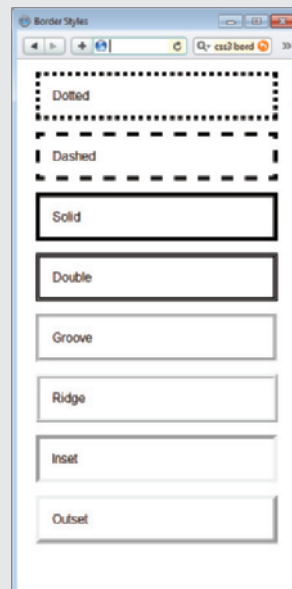 Border Styles
css3 bord
Dotted
Dashed
Solid
Double
Groove
Ridge
Inset
Outset